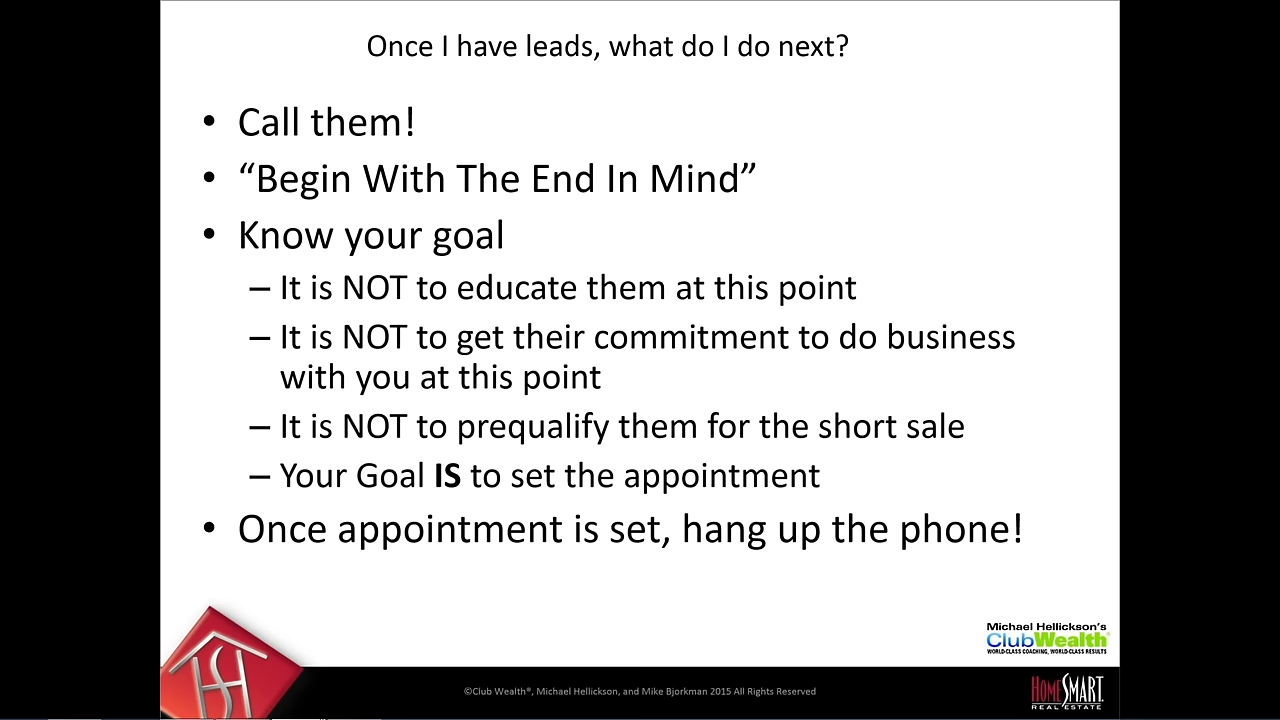 Once I have leads, what do I do next?
• Call them!
• “Begin With The End In Mind”
• Know your goal
– It is NOT to educate them at this point
– It is NOT to get their commitment to do business
with you at this point
– It is NOT to prequalify them for the short sale
– Your Goal IS to set the appointment
• Once appointment is set, hang up the phone!
Michael Hellickson's
ClubWealth®
WORLD-CLASS COACHING, WORLD-CLASS RESULTS
©Club Wealth®, Michael Hellickson, and Mike Bjorkman 2015 All Rights Reserved
HOMESMART
REAL ESTATE